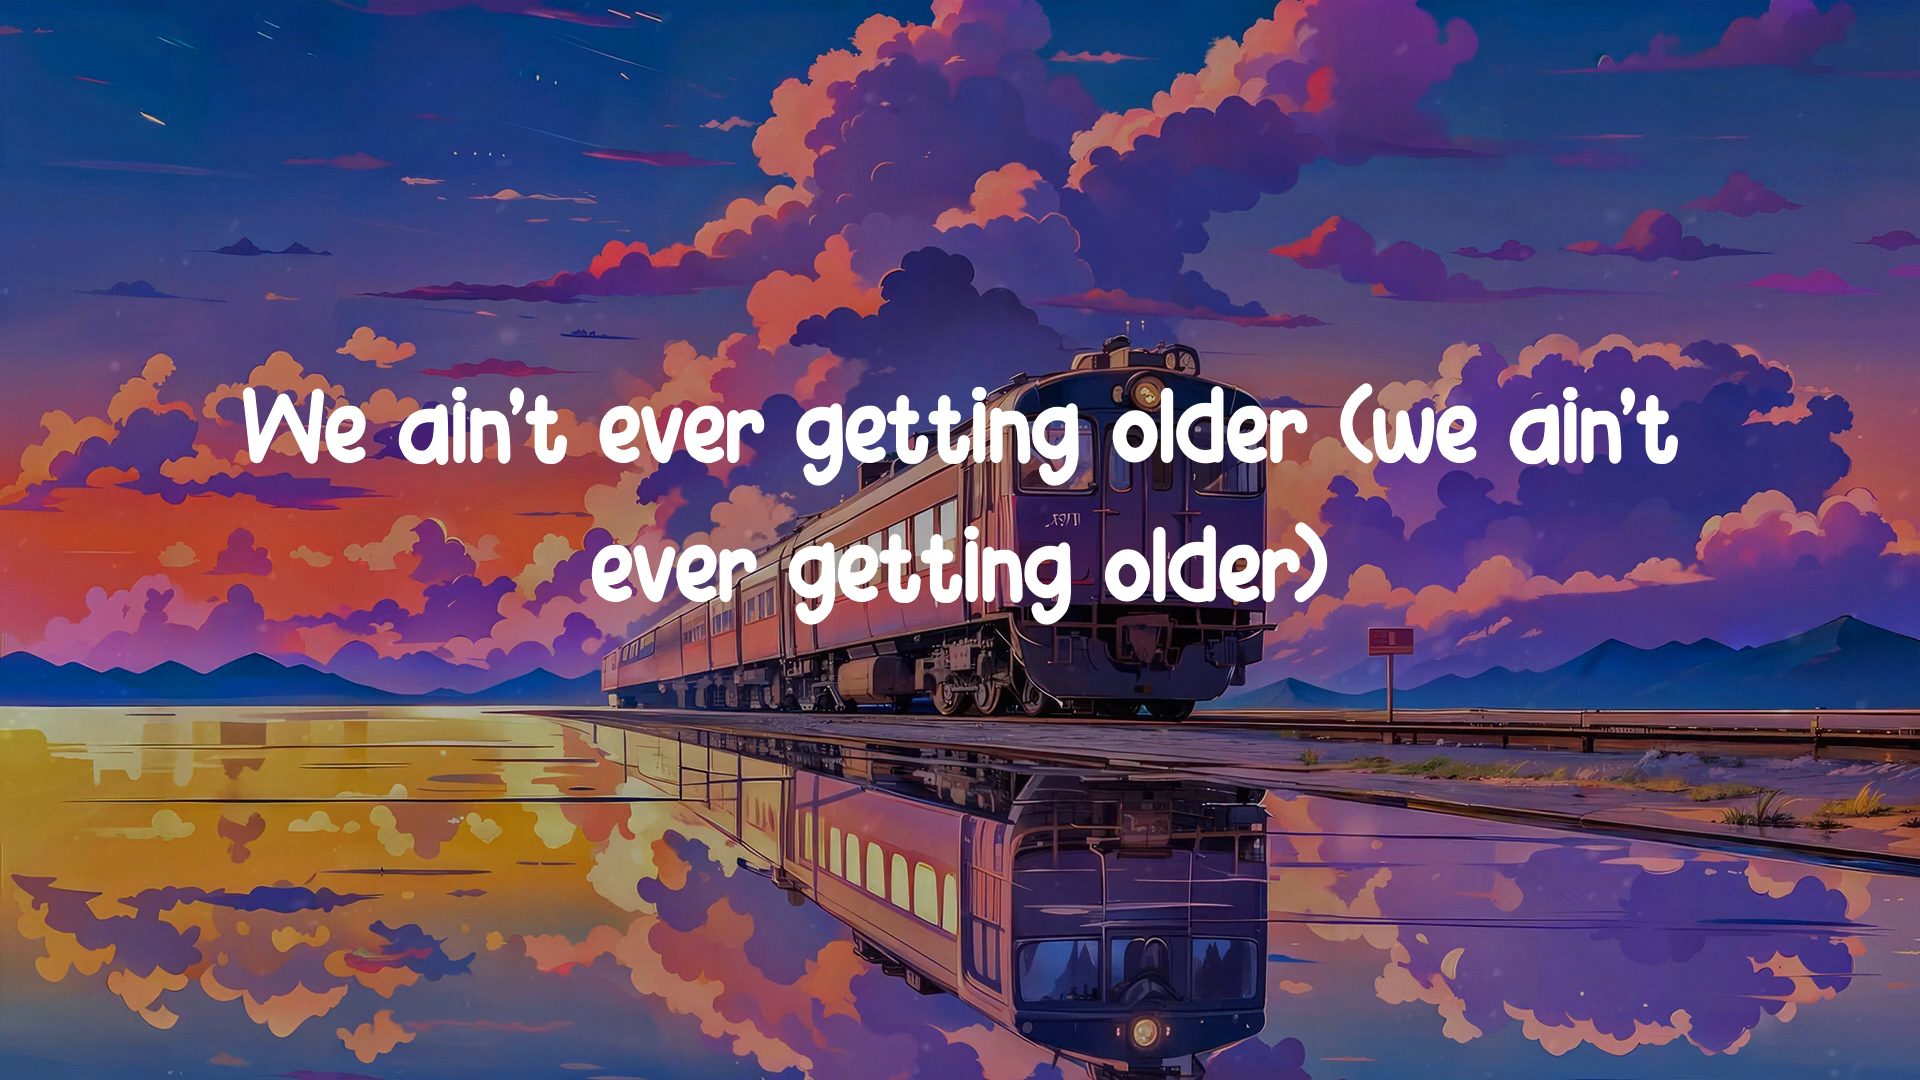 We ain't ever getting older (we ain't
ever getting older)